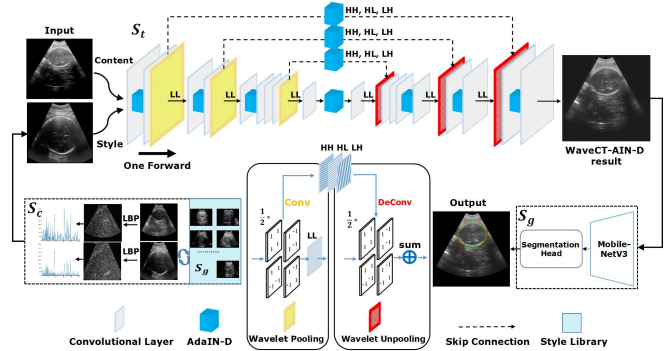 Input
S_t
HH, HL, LH
HH, HL, LH
HH, HL, LH
Content
Style
LL
LL
LL
LL
LL
LL
One Forward
WaveCT-AIN-D
result
S_c
LBP
LBP
S_g
HH HL LH
1/2 *
Conv
LL
DeConv
1/2 *
sum
Output
S_g
Segmentation
Head
Mobile-
NetV3
Wavelet Pooling
Wavelet Unpooling
Convolutional Layer
AdaIN-D
Skip Connection
Style Library